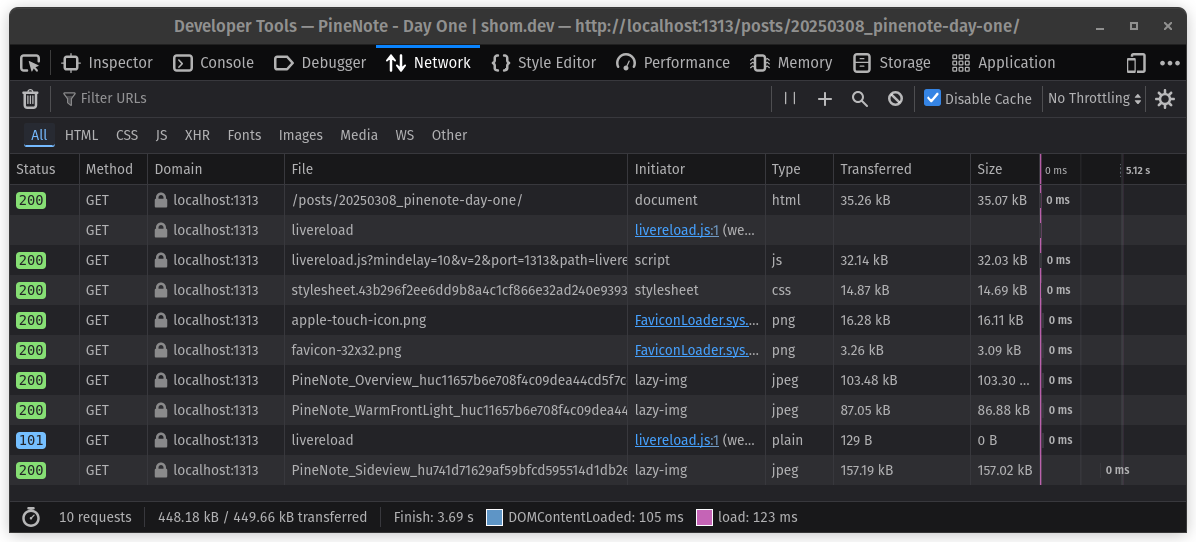 Developer Tools — PineNote - Day One | shom.dev — http://localhost:1313/posts/20250308_pinenote-day-one/
Inspector Console Debugger Network Style Editor Performance Memory Storage Application
Filter URLs Disable Cache No Throttling
All HTML CSS JS XHR Fonts Images Media WS Other
Status Method Domain File Initiator Type Transferred Size 0 ms 5.12 s
200 GET localhost:1313 /posts/20250308_pinenote-day-one/ document html 35.26 kB 35.07 kB 0 ms
GET localhost:1313 livereload livereload.js:1 (we...
200 GET localhost:1313 livereload.js?mindelay=10&v=2&port=1313&path=livere script js 32.14 kB 32.03 kB 0 ms
200 GET localhost:1313 stylesheet.43b296f2ee6dd9b8a4c1cf866e32ad240e9393 stylesheet css 14.87 kB 14.69 kB 0 ms
200 GET localhost:1313 apple-touch-icon.png FaviconLoader.sys.... png 16.28 kB 16.11 kB 0 ms
200 GET localhost:1313 favicon-32x32.png FaviconLoader.sys.... png 3.26 kB 3.09 kB 0 ms
200 GET localhost:1313 PineNote_Overview_huc11657b6e708f4c09dea44cd5f7c lazy-img jpeg 103.48 kB 103.30 ... 0 ms
200 GET localhost:1313 PineNote_WarmFrontLight_huc11657b6e708f4c09dea44 lazy-img jpeg 87.05 kB 86.88 kB 0 ms
101 GET localhost:1313 livereload livereload.js:1 (we... plain 129 B 0 B 0 ms
200 GET localhost:1313 PineNote_Sideview_hu741d71629af59bfcd595514d1db2e lazy-img jpeg 157.19 kB 157.02 kB 0 ms
10 requests 448.18 kB / 449.66 kB transferred Finish: 3.69 s DOMContentLoaded: 105 ms load: 123 ms